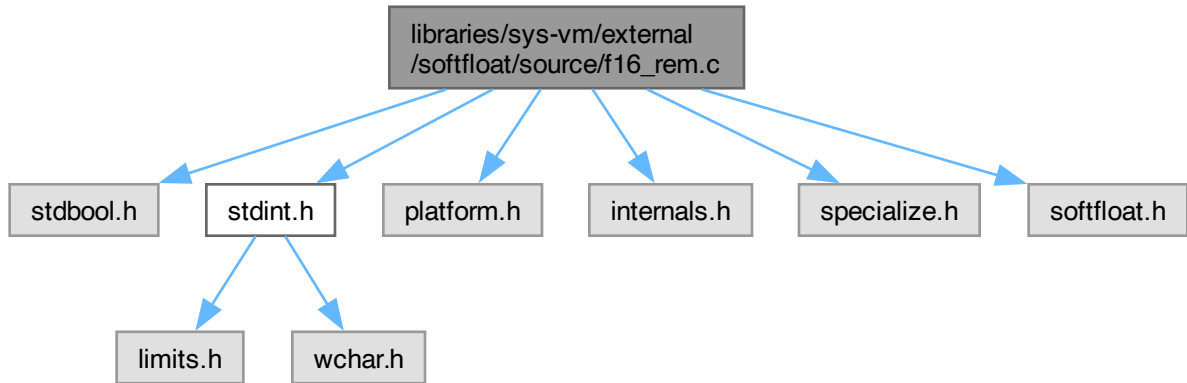 libraries/sys-vm/external
/softfloat/source/f16_rem.c
stdbool.h
stdint.h
platform.h
internals.h
specialize.h
softfloat.h
limits.h
wchar.h